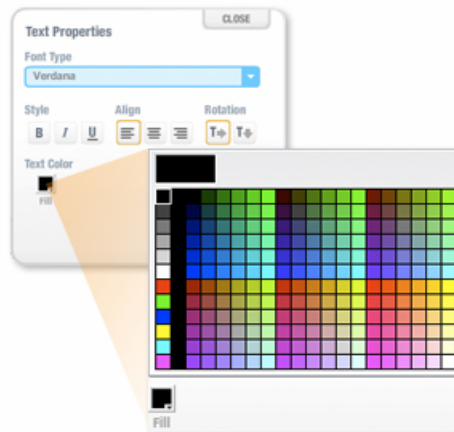 CLOSE
Text Properties
Font Type
Verdana
Style Align Rotation
B I U T T
Text Color
Fill
Fill